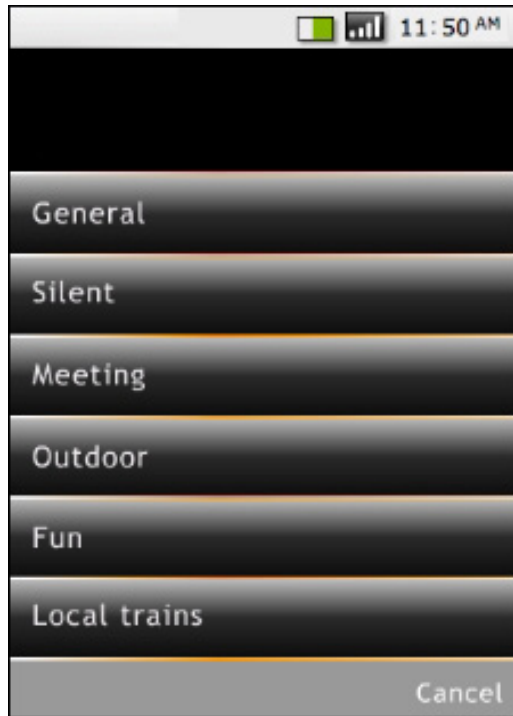 11:50 AM
General
Silent
Meeting
Outdoor
Fun
Local trains
Cancel